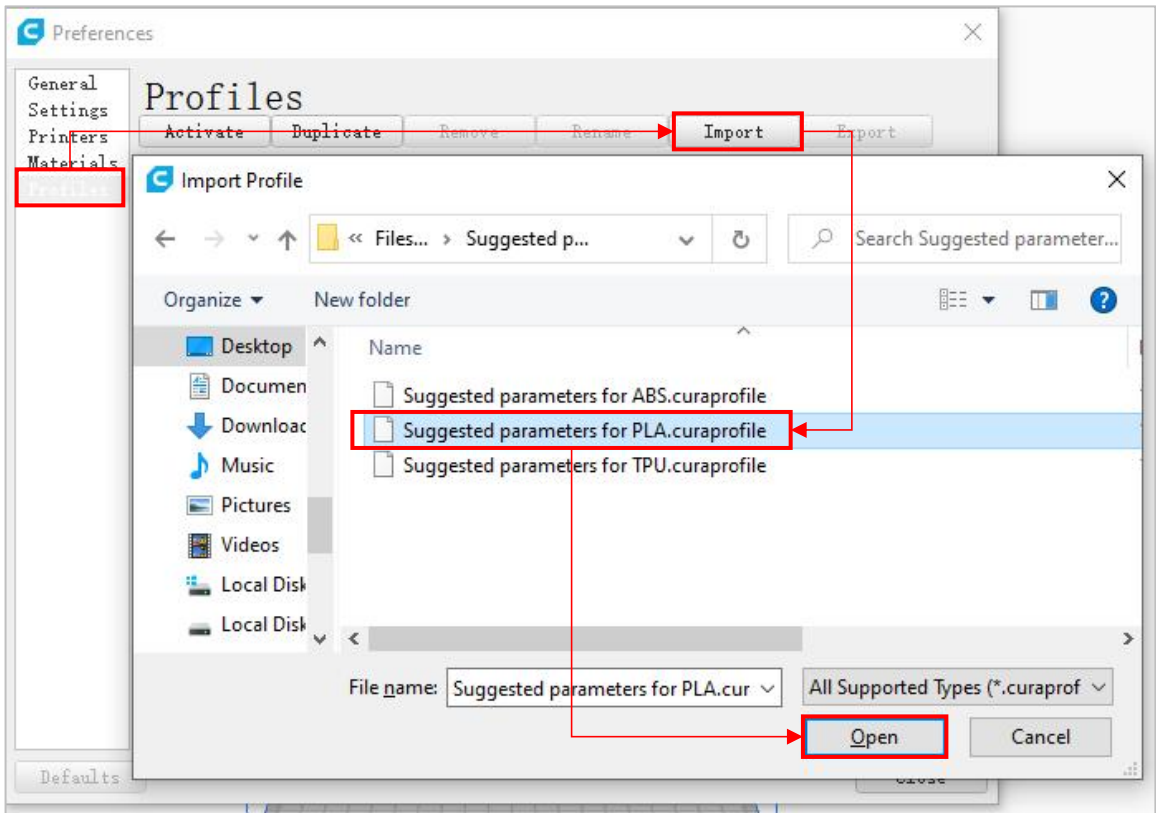 Preferences
General
Settings
Printers
Materials
Profiles
Profiles
Activate Duplicate Remove Rename Import Export
Import Profile
« Files... > Suggested p...
Search Suggested parameter...
Organize New folder
Desktop
Documen
Downloac
Music
Pictures
Videos
Local Disk
Local Disk
Name
Suggested parameters for ABS.curaprofile
Suggested parameters for PLA.curaprofile
Suggested parameters for TPU.curaprofile
File name: Suggested parameters for PLA.cur
All Supported Types (*.curaprof
Open Cancel
Defaults Close